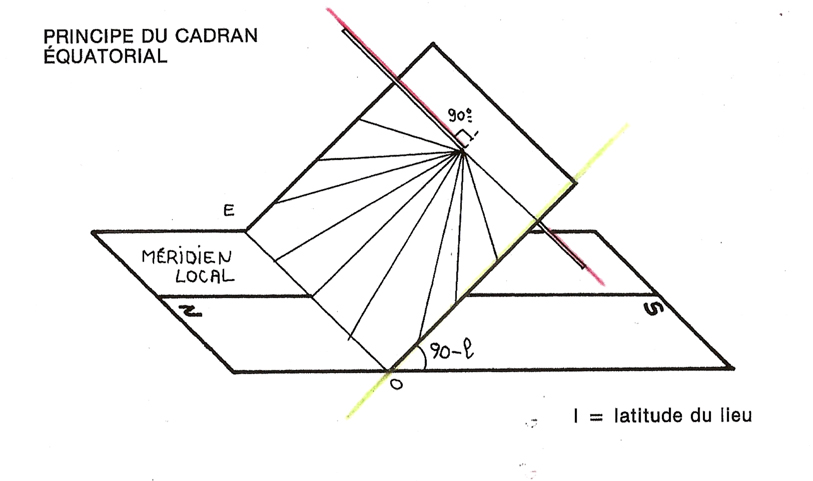 PRINCIPE DU CADRAN
ÉQUATORIAL
90°
E
MÉRIDIEN
LOCAL
N
S
90-l
O
l = latitude du lieu